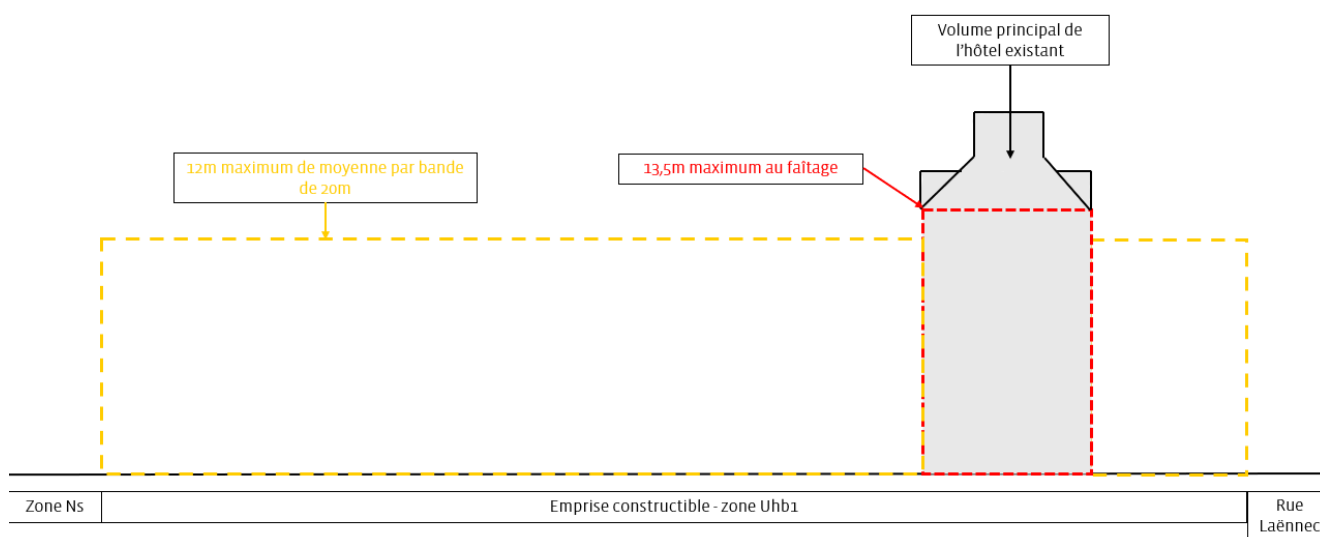 Volume principal de
l'hôtel existant
12m maximum de moyenne par bande
de 20m
13,5m maximum au faîtage
Zone Ns
Emprise constructible - zone Uhb1
Rue
Laënnec